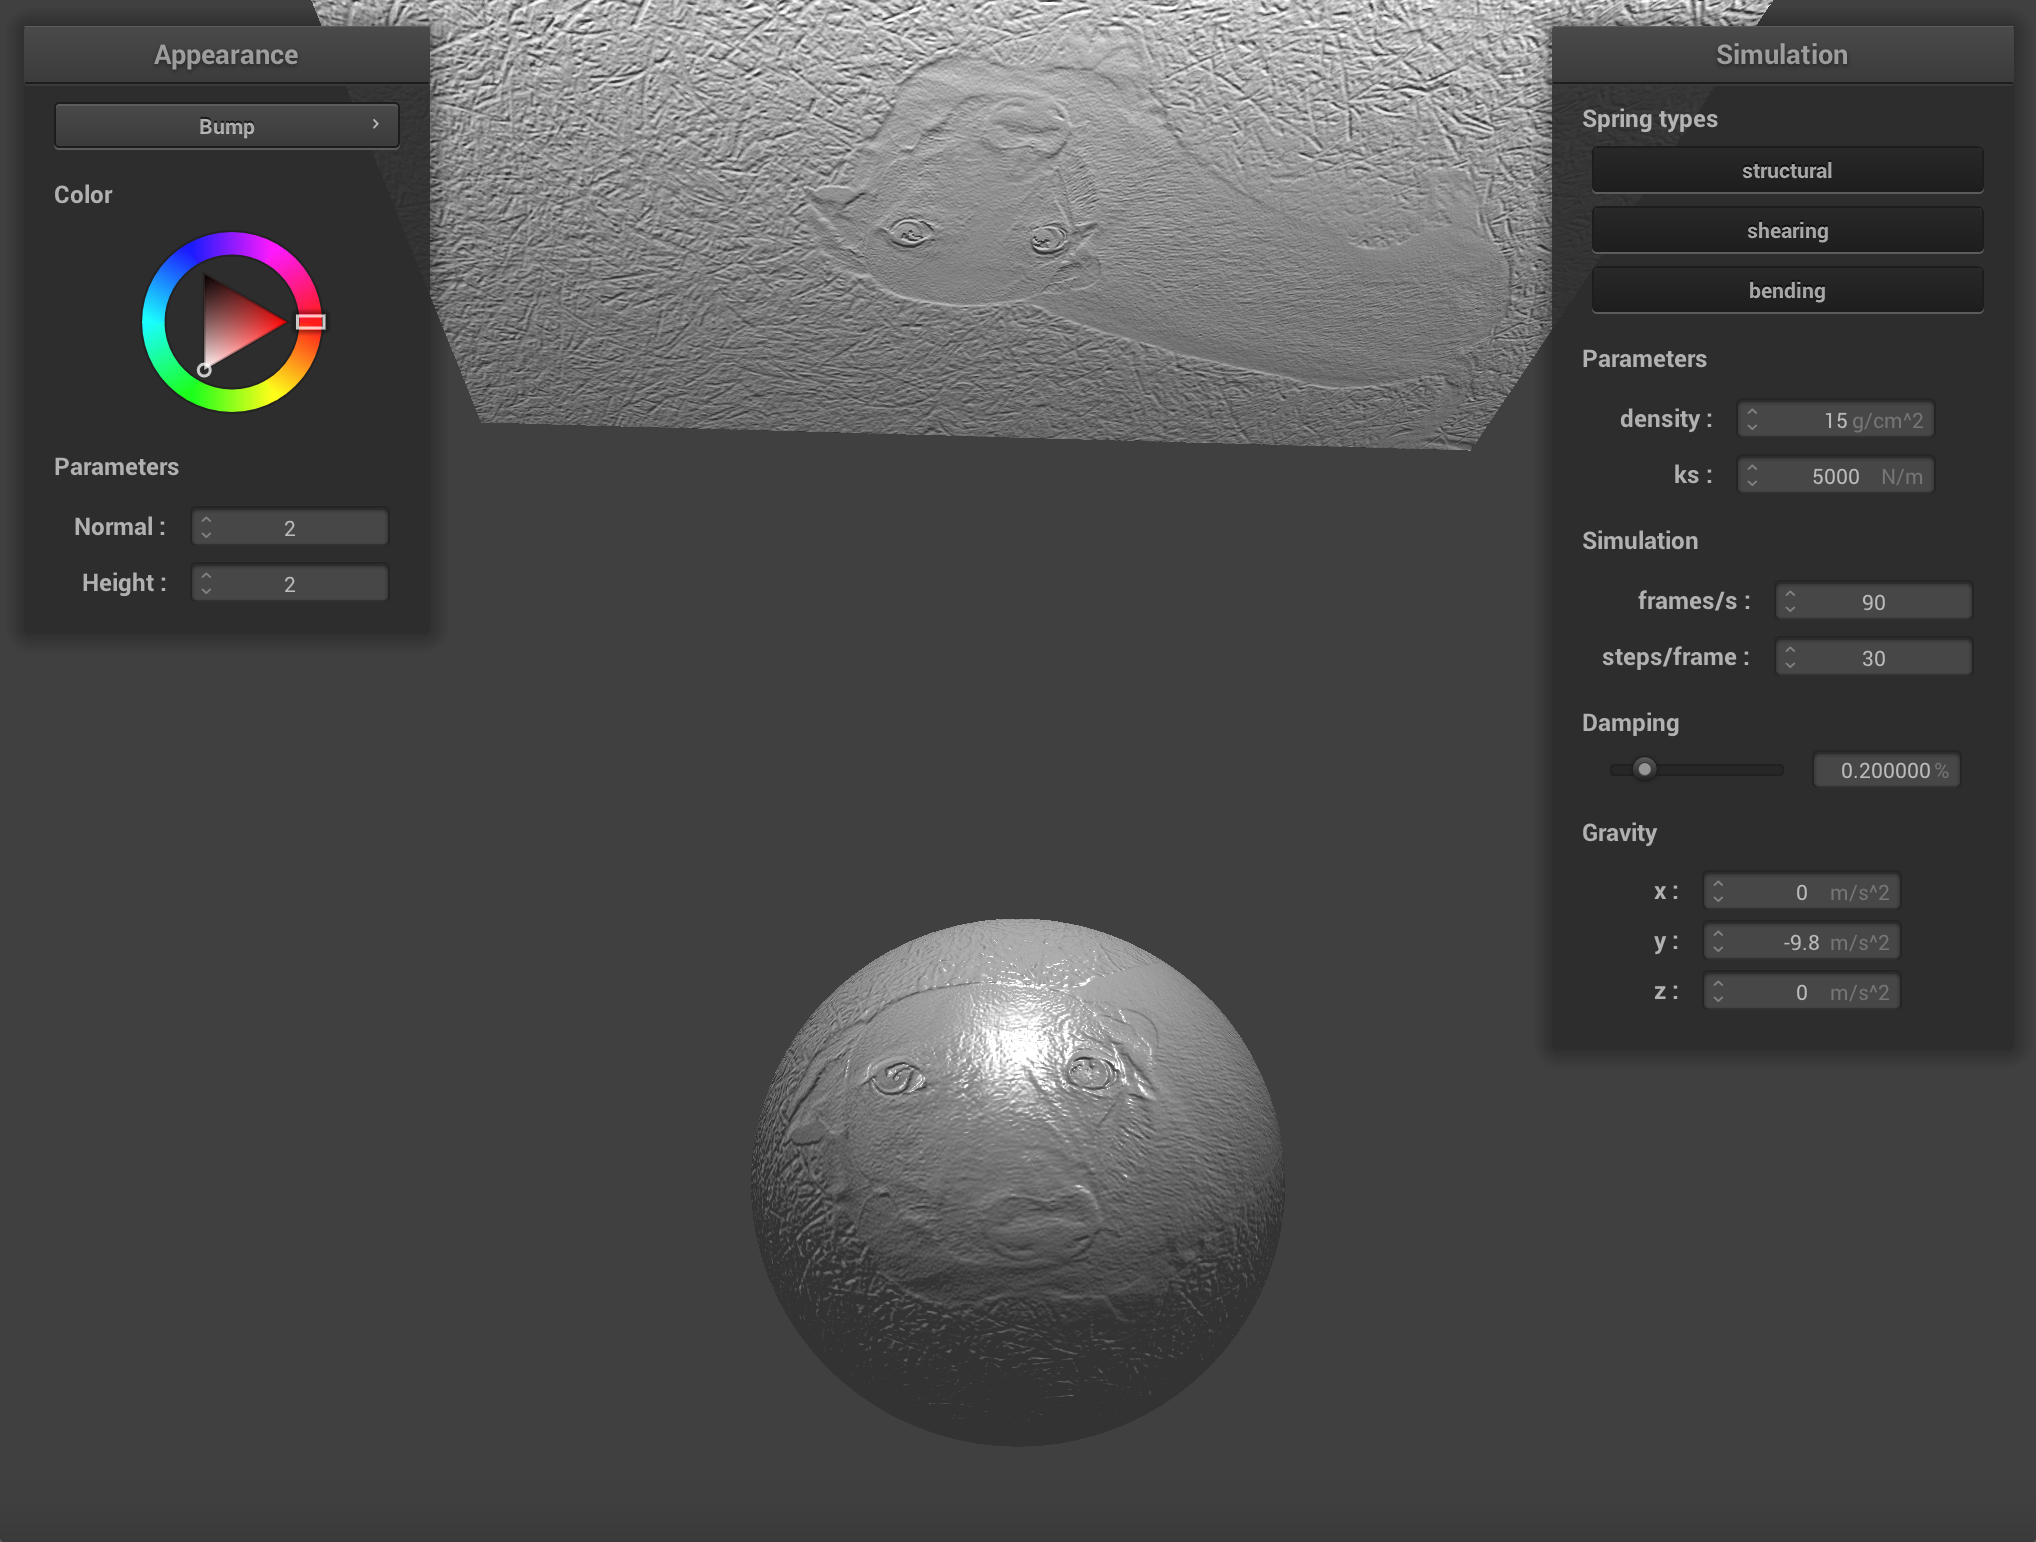 Appearance
Bump
Color
Parameters
Normal : 2
Height : 2
Simulation
Spring types
structural
shearing
bending
Parameters
density : 15 g/cm^2
ks : 5000 N/m
Simulation
frames/s : 90
steps/frame : 30
Damping
0.200000 %
Gravity
x : 0 m/s^2
y : -9.8 m/s^2
z : 0 m/s^2